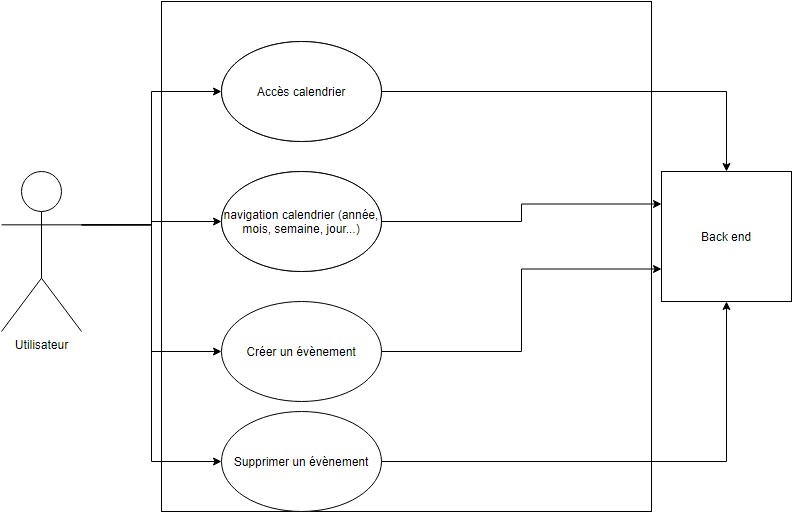 Accès calendrier
navigation calendrier (année,
mois, semaine, jour...)
Back end
Utilisateur
Créer un évènement
Supprimer un évènement